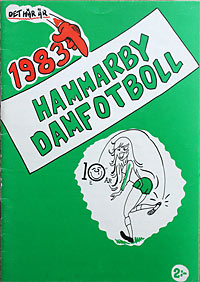 DET HÄR ÄR
1983
HAMMARBY
DAMFOTBOLL
10
ÅR
2:-